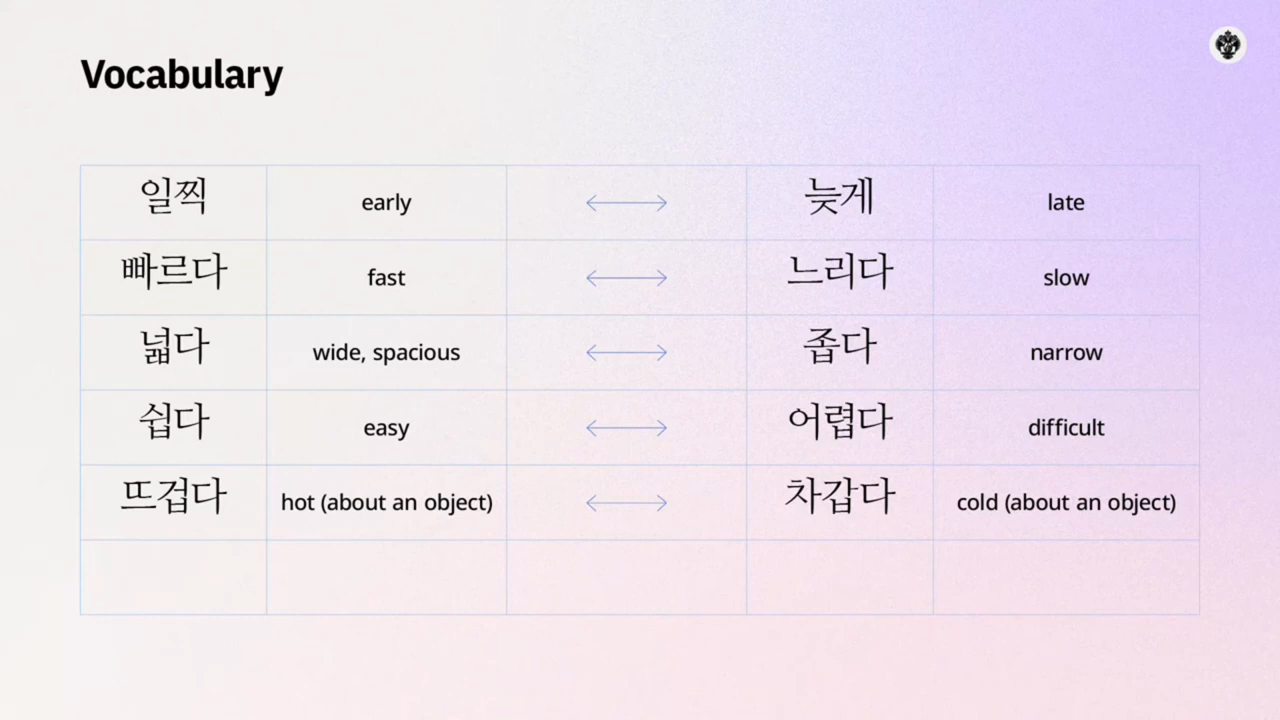 Vocabulary
일찍 early 늦게 late
빠르다 fast 느리다 slow
넓다 wide, spacious 좁다 narrow
쉽다 easy 어렵다 difficult
뜨겁다 hot (about an object) 차갑다 cold (about an object)